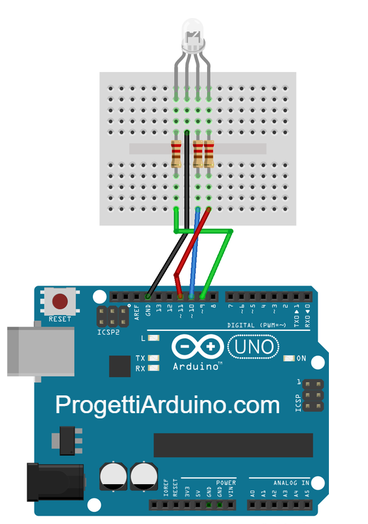 RESET
ICSP2
AREF
GND
13
12
~11
~10
~9
8
7
~6
~5
4
~3
2
TXD▶1
RXD◀0
DIGITAL (PWM=~)
L
TX
RX
UNO
ON
Arduino™
ICSP
1
ProgettiArduino.com
POWER
ANALOG IN
IOREF
RESET
3V3
5V
GND
GND
VIN
A0
A1
A2
A3
A4
A5